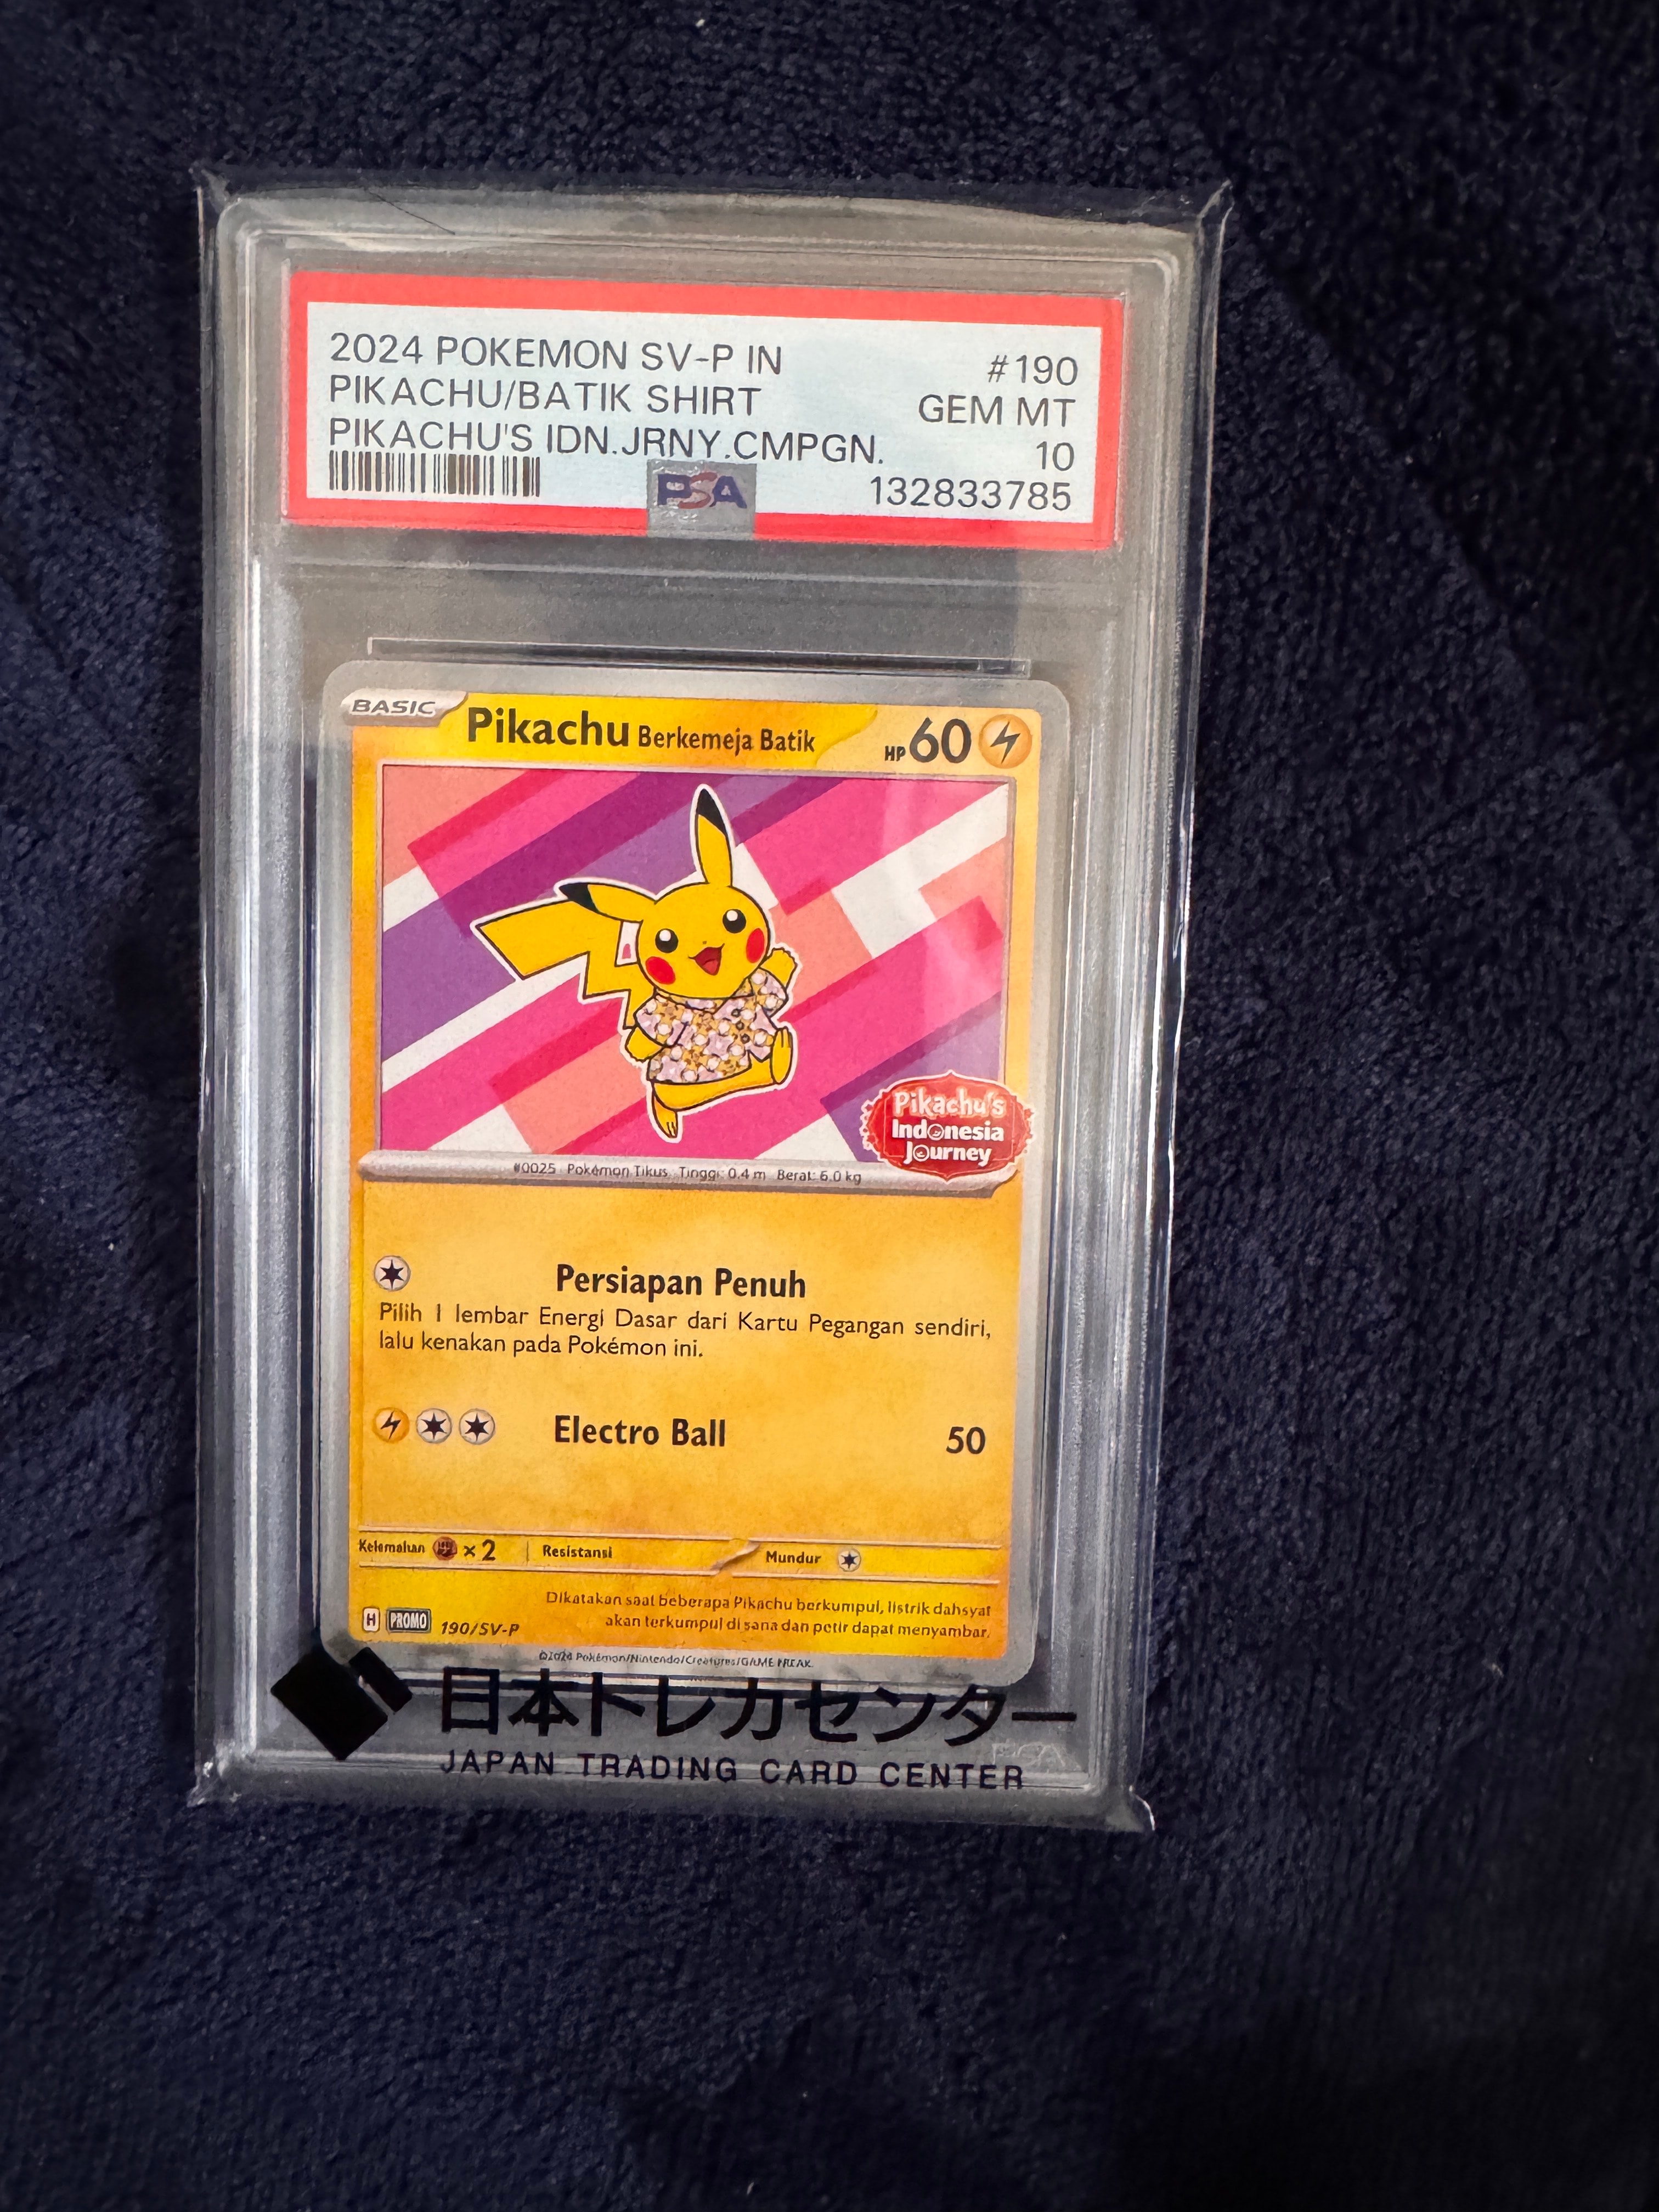 2024 POKEMON SV-P IN #190
PIKACHU/BATIK SHIRT GEM MT
PIKACHU'S IDN.JRNY.CMPGN. 10
PSA 132833785
BASIC Pikachu Berkemeja Batik HP 60
Pikachu's
Indonesia
Journey
#0025 Pokémon Tikus Tinggi: 0.4 m Berat: 6.0 kg
Persiapan Penuh
Pilih 1 lembar Energi Dasar dari Kartu Pegangan sendiri,
lalu kenakan pada Pokémon ini.
Electro Ball 50
Kelemahan ×2 Resistansi Mundur
Dikatakan saat beberapa Pikachu berkumpul, listrik dahsyat
akan terkumpul di sana dan petir dapat menyambar.
H PROMO 190/SV-P
©2024 Pokémon/Nintendo/Creatures/GAME FREAK.
日本トレカセンター
PSA
JAPAN TRADING CARD CENTER